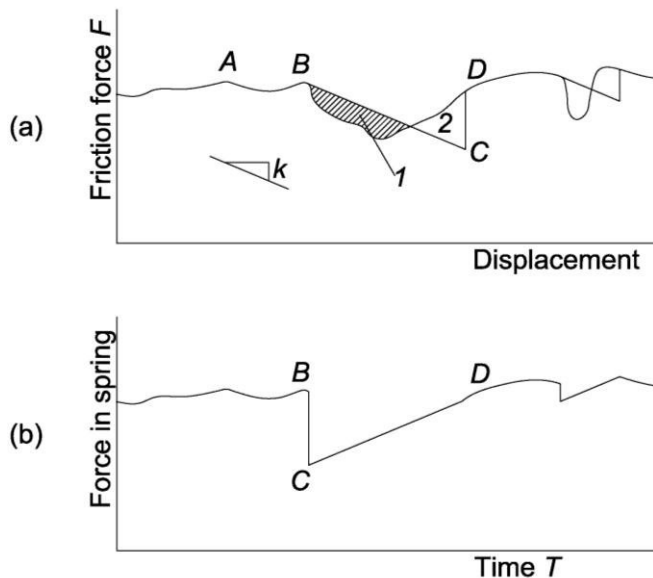 (a)
Friction force F
A
B
D
2
C
k
1
Displacement
(b)
Force in spring
B
D
C
Time T